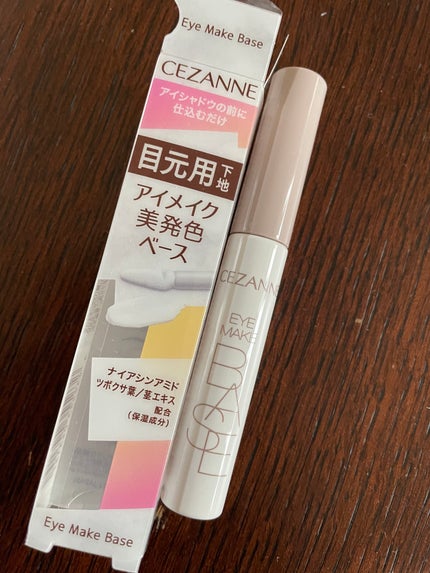 Eye Make Base
CEZANNE
アイシャドウの前に
仕込むだけ
目元用下地
アイメイク
美発色
ベース
ナイアシンアミド
ツボクサ葉/茎エキス
配合
(保湿成分)
Eye Make Base
CEZANNE
EYE
MAKE
BASE